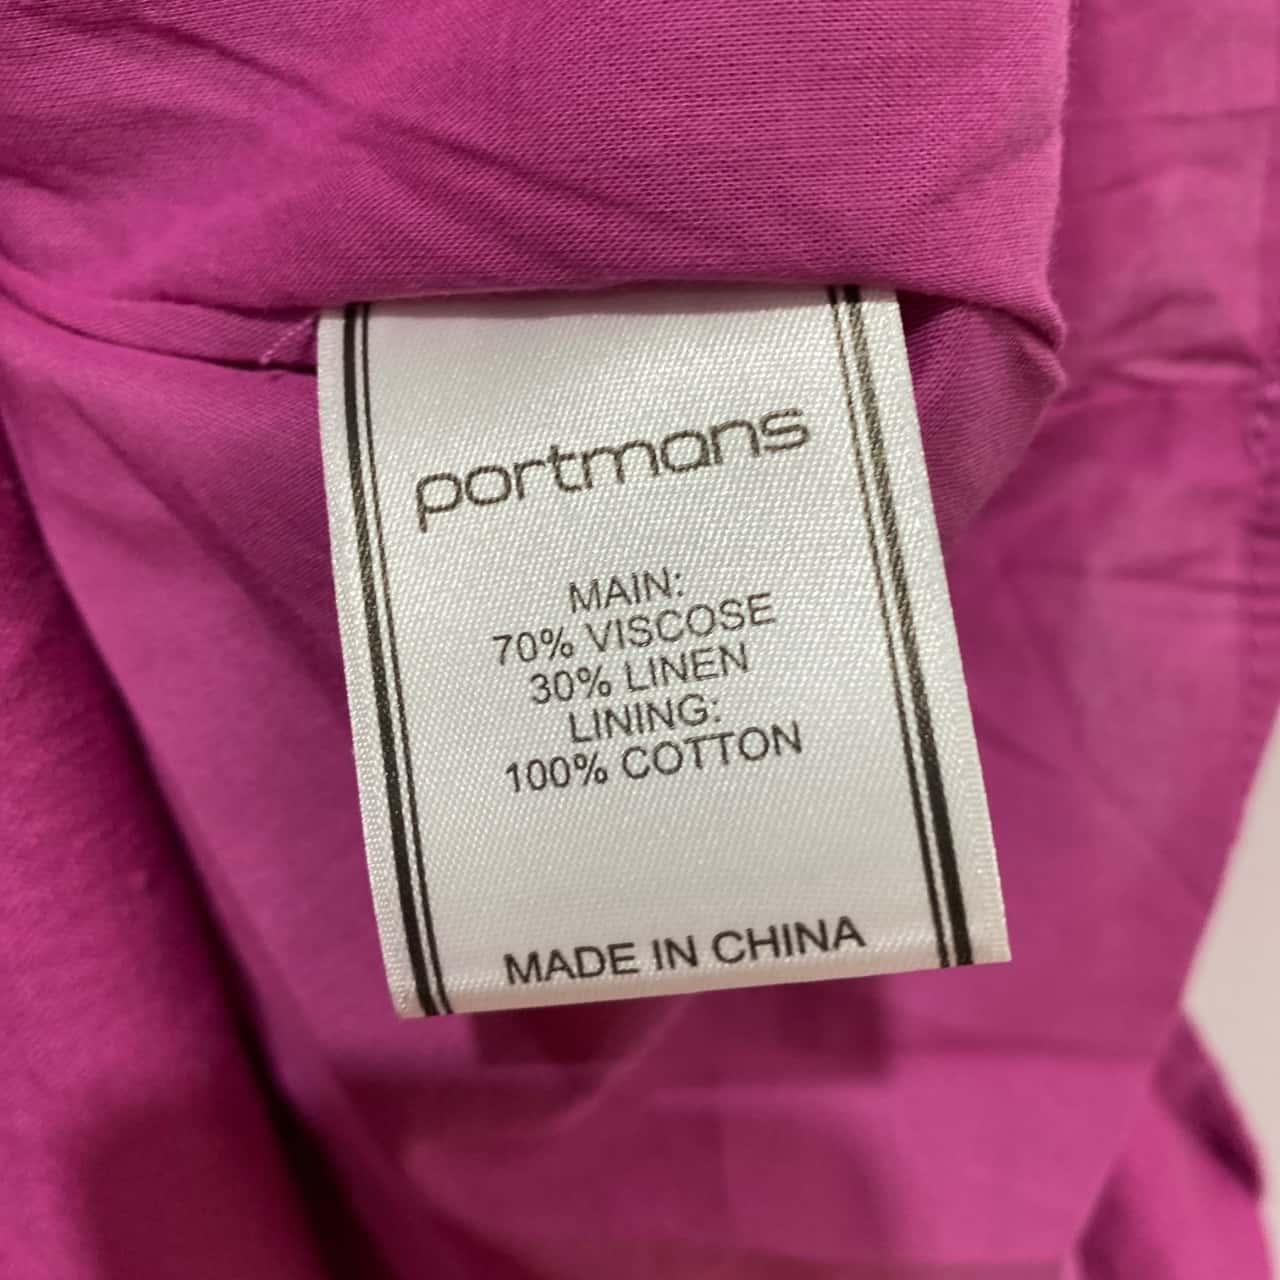 portmans
MAIN:
70% VISCOSE
30% LINEN
LINING:
100% COTTON
MADE IN CHINA